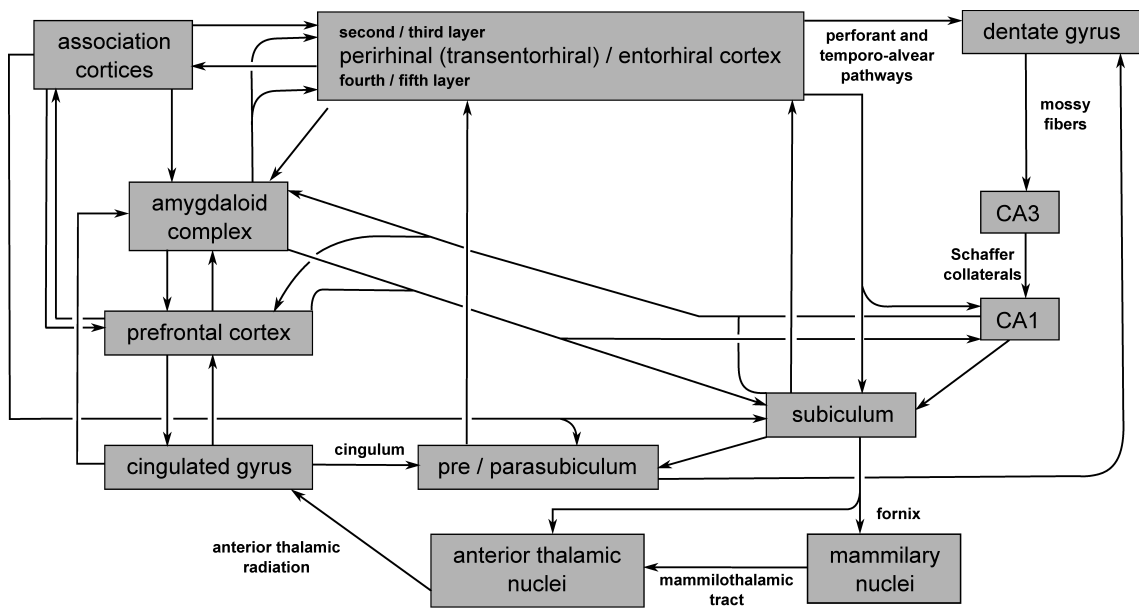 association
cortices
second / third layer
perirhinal (transentorhiral) / entorhiral cortex
fourth / fifth layer
perforant and
temporo-alvear
pathways
dentate gyrus
mossy
fibers
amygdaloid
complex
CA3
Schaffer
collaterals
prefrontal cortex
CA1
subiculum
cingulated gyrus
cingulum
pre / parasubiculum
fornix
anterior thalamic
radiation
anterior thalamic
nuclei
mammilothalamic
tract
mammilary
nuclei